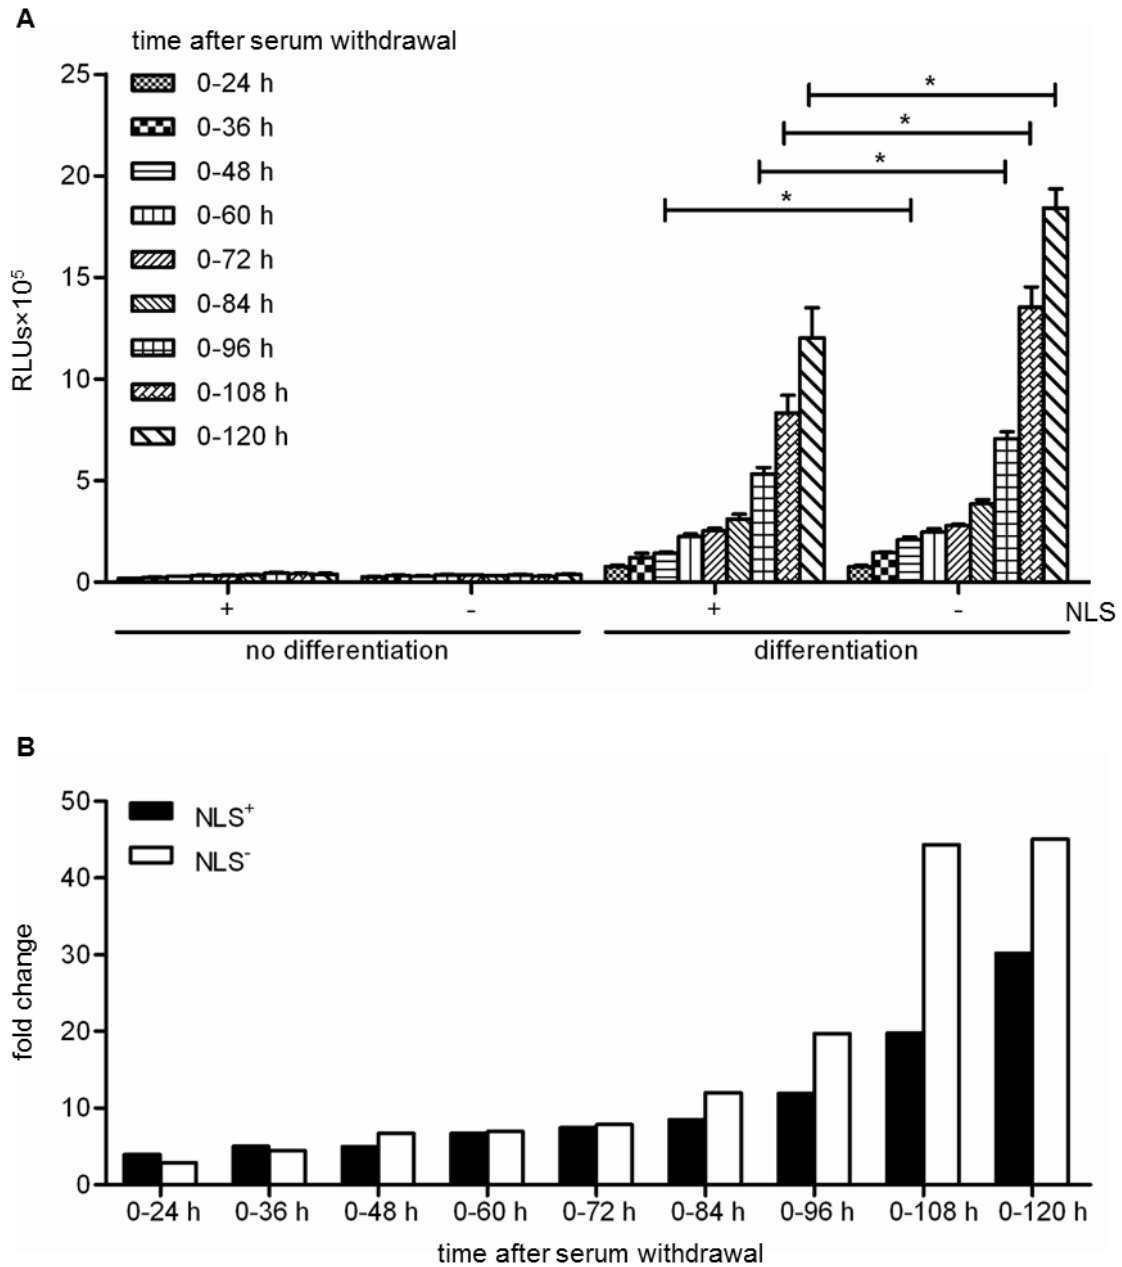 A
time after serum withdrawal
0-24 h
0-36 h
0-48 h
0-60 h
0-72 h
0-84 h
0-96 h
0-108 h
0-120 h
25
20
15
10
5
0
RLUs×10⁵
*
*
*
*
+
-
+
-
NLS
no differentiation
differentiation
B
NLS⁺
NLS⁻
50
40
30
20
10
0
fold change
0-24 h 0-36 h 0-48 h 0-60 h 0-72 h 0-84 h 0-96 h 0-108 h 0-120 h
time after serum withdrawal